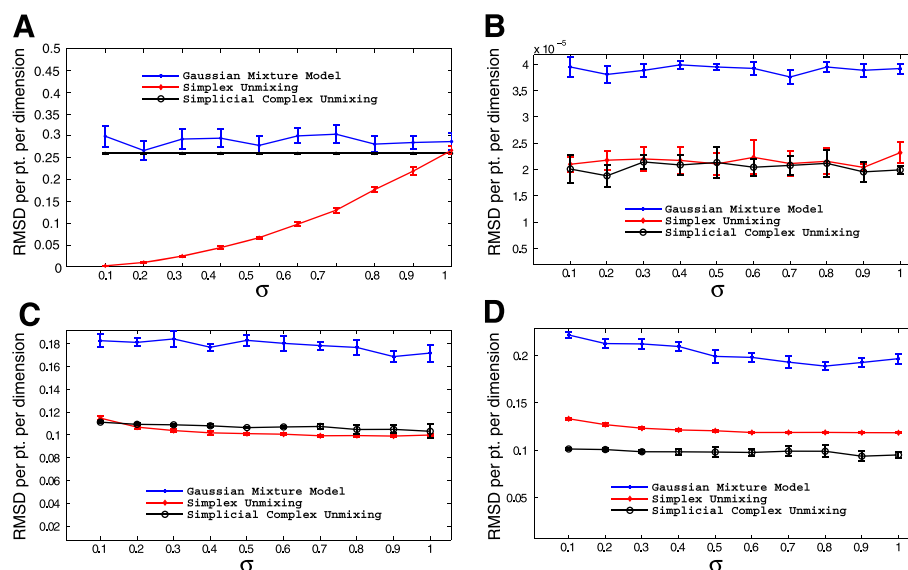 A
RMSD per pt. per dimension
0.5
0.45
0.4
0.35
0.3
0.25
0.2
0.15
0.1
0.05
0
Gaussian Mixture Model
Simplex Unmixing
Simplicial Complex Unmixing
0.1 0.2 0.3 0.4 0.5 0.6 0.7 0.8 0.9 1
σ
B
x 10 -5
RMSD per pt. per dimension
4
3.5
3
2.5
2
1.5
1
0.5
Gaussian Mixture Model
Simplex Unmixing
Simplicial Complex Unmixing
0.1 0.2 0.3 0.4 0.5 0.6 0.7 0.8 0.9 1
σ
C
RMSD per pt. per dimension
0.18
0.16
0.14
0.12
0.1
0.08
0.06
0.04
0.02
Gaussian Mixture Model
Simplex Unmixing
Simplicial Complex Unmixing
0.1 0.2 0.3 0.4 0.5 0.6 0.7 0.8 0.9 1
σ
D
RMSD per pt. per dimension
0.2
0.15
0.1
0.05
Gaussian Mixture Model
Simplex Unmixing
Simplicial Complex Unmixing
0.1 0.2 0.3 0.4 0.5 0.6 0.7 0.8 0.9 1
σ